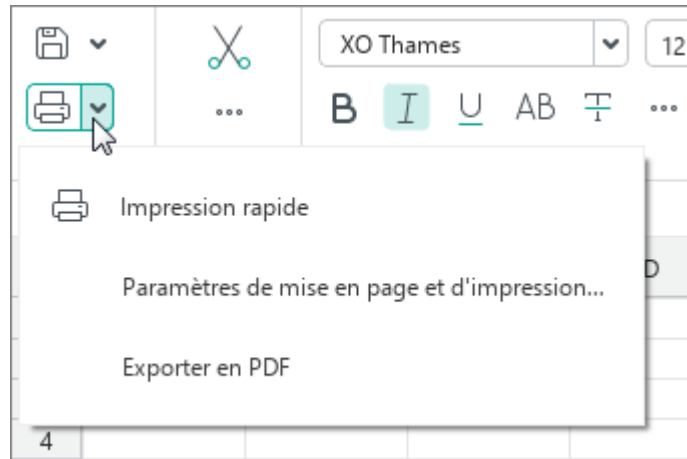 XO Thames 12
B I U AB T
Impression rapide
D
Paramètres de mise en page et d'impression...
Exporter en PDF
4